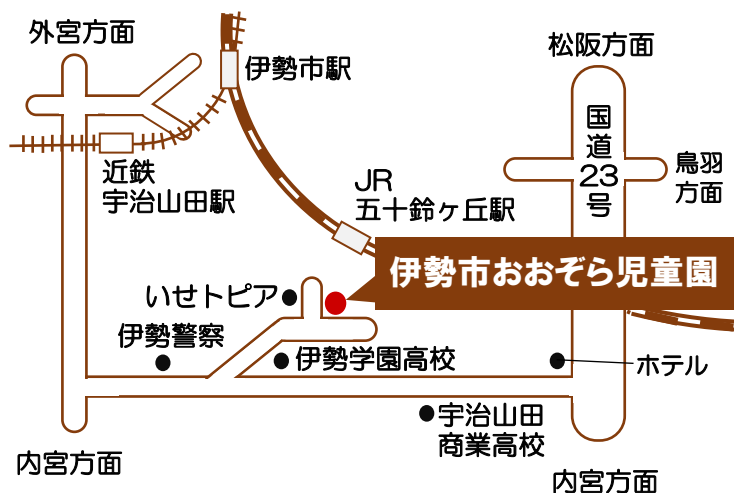 外宮方面
伊勢市駅
松阪方面
国道23号
鳥羽
方面
近鉄
宇治山田駅
JR
五十鈴ヶ丘駅
伊勢市おおぞら児童園
いせトピア
伊勢警察
伊勢学園高校
ホテル
宇治山田
商業高校
内宮方面
内宮方面